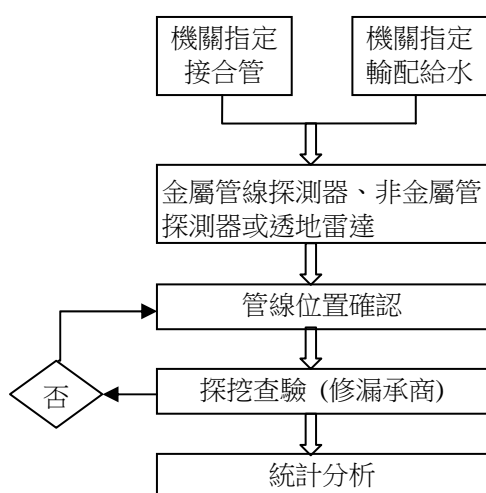 機關指定
接合管
機關指定
輸配給水
金屬管線探測器、非金屬管
探測器或透地雷達
管線位置確認
否
探挖查驗 (修漏承商)
統計分析